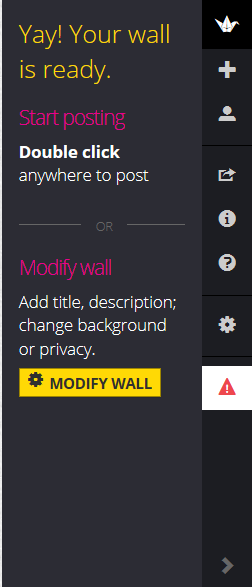 Yay! Your wall
is ready.
Start posting
Double click
anywhere to post
OR
Modify wall
Add title, description;
change background
or privacy.
MODIFY WALL